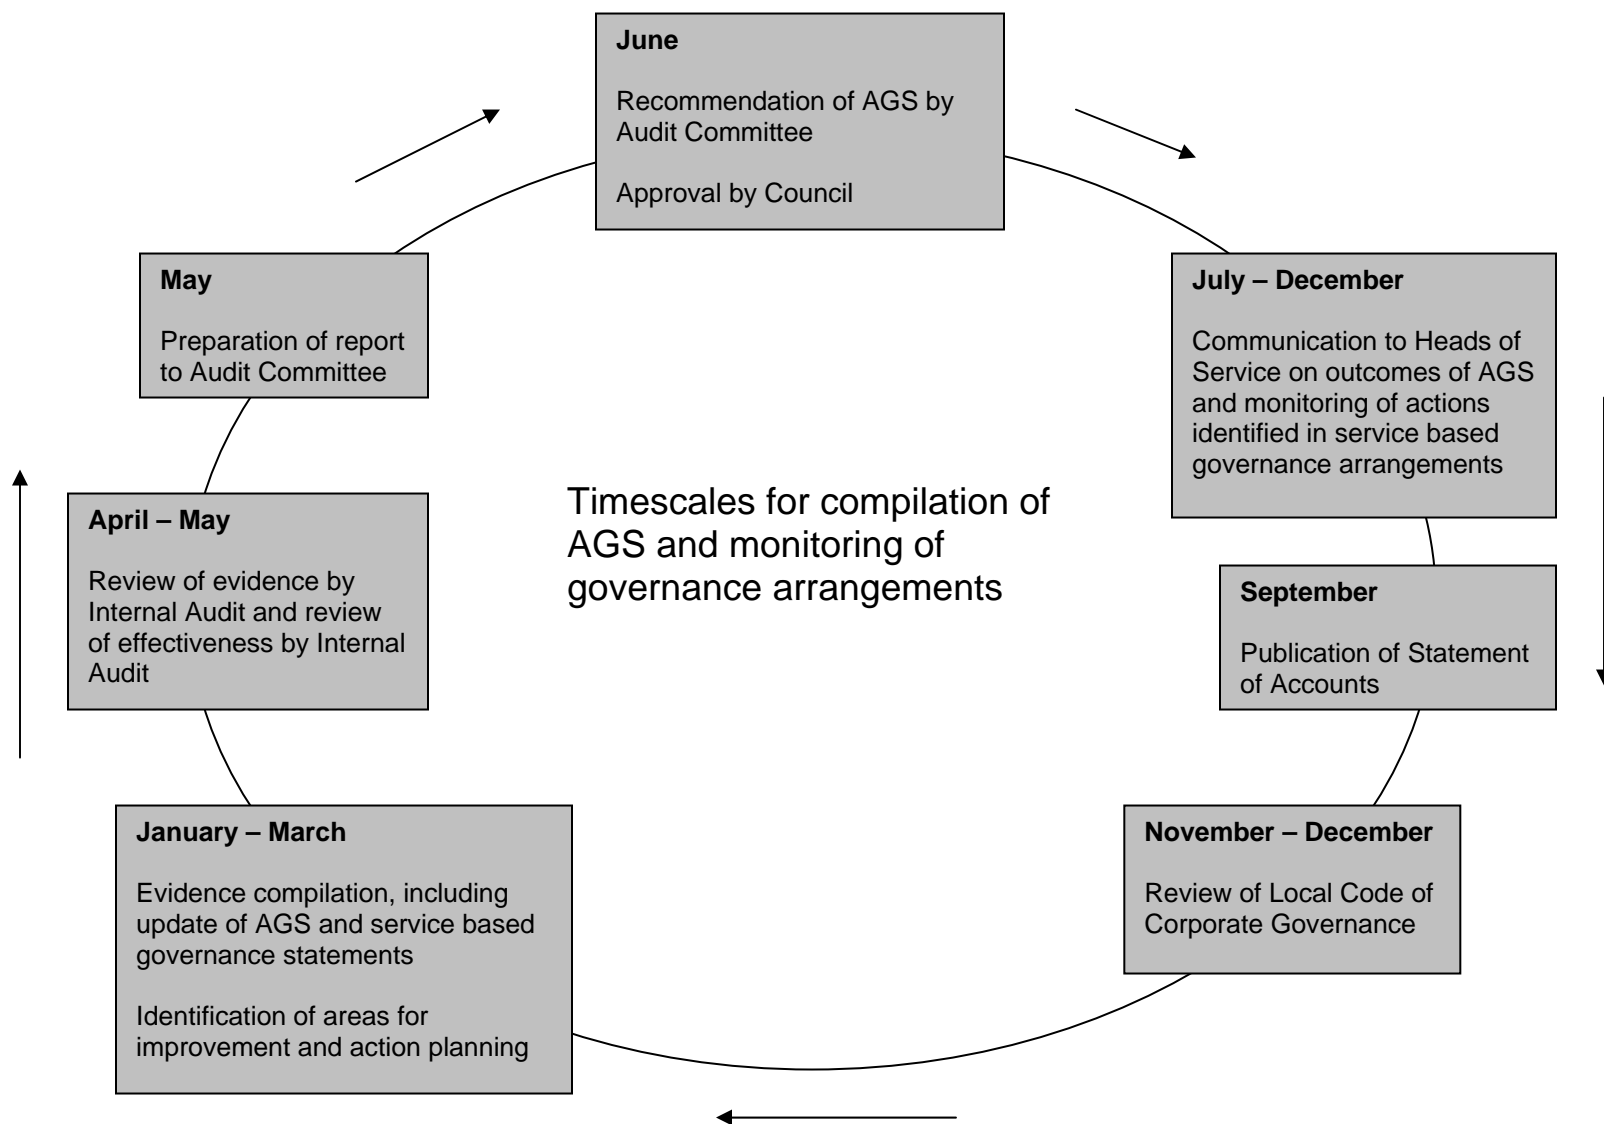 June
Recommendation of AGS by
Audit Committee
Approval by Council
May
Preparation of report
to Audit Committee
July – December
Communication to Heads of
Service on outcomes of AGS
and monitoring of actions
identified in service based
governance arrangements
Timescales for compilation of
AGS and monitoring of
governance arrangements
April – May
Review of evidence by
Internal Audit and review
of effectiveness by Internal
Audit
September
Publication of Statement
of Accounts
January – March
Evidence compilation, including
update of AGS and service based
governance statements
Identification of areas for
improvement and action planning
November – December
Review of Local Code of
Corporate Governance